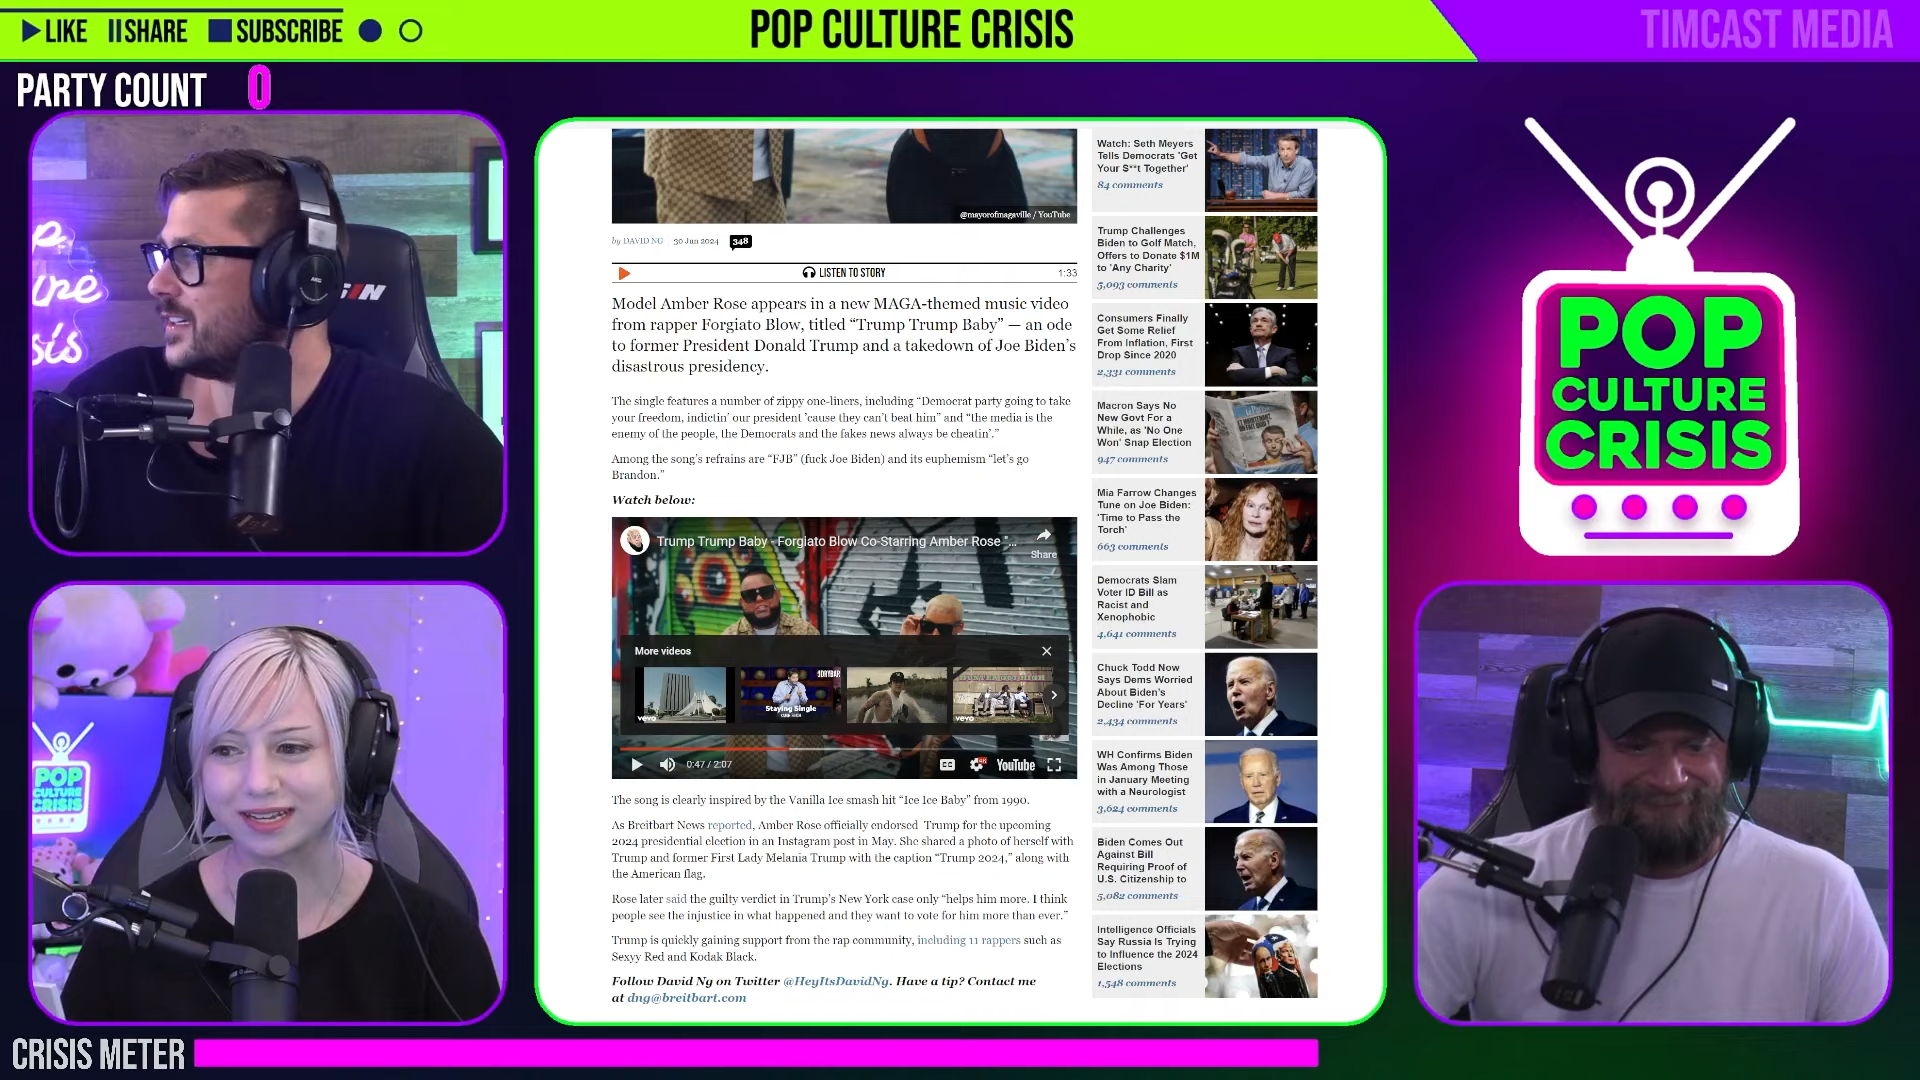 LIKE SHARE SUBSCRIBE
POP CULTURE CRISIS
TIMCAST MEDIA
PARTY COUNT 0
@mayorofmagaville / YouTube
by DAVID NG 30 Jun 2024 348
LISTEN TO STORY 1:33
Model Amber Rose appears in a new MAGA-themed music video
from rapper Forgiato Blow, titled “Trump Trump Baby” — an ode
to former President Donald Trump and a takedown of Joe Biden’s
disastrous presidency.
The single features a number of zippy one-liners, including “Democrat party going to take
your freedom, indictin’ our president ’cause they can’t beat him” and “the media is the
enemy of the people, the Democrats and the fakes news always be cheatin’.”
Among the song’s refrains are “FJB” (fuck Joe Biden) and its euphemism “let’s go
Brandon.”
Watch below:
Trump Trump Baby - Forgiato Blow Co-Starring Amber Rose "...
Share
More videos
vevo
DRYBAR
Staying Single
vevo
0:47 / 2:07
CC
YouTube
The song is clearly inspired by the Vanilla Ice smash hit “Ice Ice Baby” from 1990.
As Breitbart News reported, Amber Rose officially endorsed Trump for the upcoming
2024 presidential election in an Instagram post in May. She shared a photo of herself with
Trump and former First Lady Melania Trump with the caption “Trump 2024,” along with
the American flag.
Rose later said the guilty verdict in Trump’s New York case only “helps him more. I think
people see the injustice in what happened and they want to vote for him more than ever.”
Trump is quickly gaining support from the rap community, including 11 rappers such as
Sexyy Red and Kodak Black.
Follow David Ng on Twitter @HeyItsDavidNg. Have a tip? Contact me
at dng@breitbart.com
Watch: Seth Meyers
Tells Democrats 'Get
Your S**t Together'
84 comments
Trump Challenges
Biden to Golf Match,
Offers to Donate $1M
to 'Any Charity'
5,093 comments
Consumers Finally
Get Some Relief
From Inflation, First
Drop Since 2020
2,331 comments
Macron Says No
New Govt For a
While, as 'No One
Won' Snap Election
947 comments
Mia Farrow Changes
Tune on Joe Biden:
'Time to Pass the
Torch'
663 comments
Democrats Slam
Voter ID Bill as
Racist and
Xenophobic
4,641 comments
Chuck Todd Now
Says Dems Worried
About Biden's
Decline 'For Years'
2,434 comments
WH Confirms Biden
Was Among Those
in January Meeting
with a Neurologist
3,624 comments
Biden Comes Out
Against Bill
Requiring Proof of
U.S. Citizenship to
5,082 comments
Intelligence Officials
Say Russia Is Trying
to Influence the 2024
Elections
1,548 comments
POP
CULTURE
CRISIS
POP
CULTURE
CRISIS
CRISIS METER